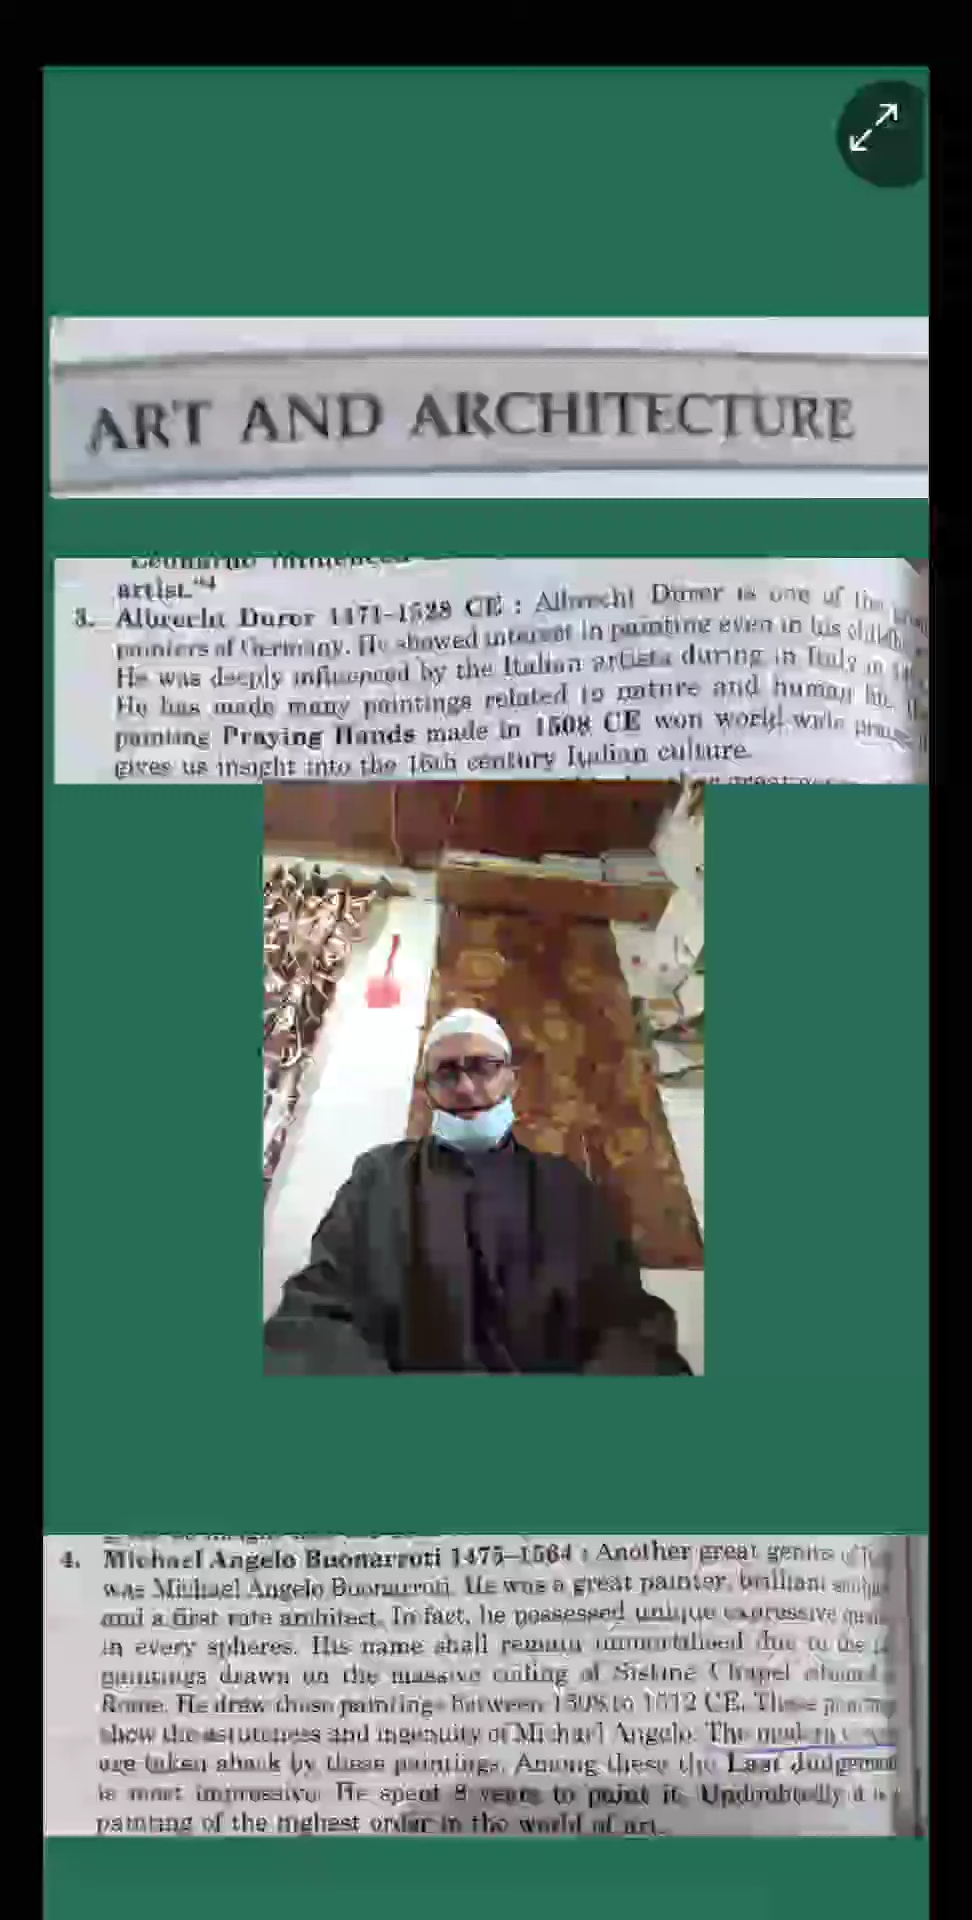 ART AND ARCHITECTURE
artist."4
3. Albrecht Duror 1471-1528 CE : Albrecht Durer is one of the
painters of Germany. He showed interest in painting even in his
He was deeply influenced by the Italian artists during in Italy in
He has made many paintings related to nature and human
painting Praying Hands made in 1508 CE won world wide
gives us insight into the 16th century Italian culture.
4. Michael Angelo Buonarroti 1475–1564 : Another great genius
was Michael Angelo Buonarroti. He was a great painter, brilliant
and a first rate architect. In fact, he possessed unique expressive
in every spheres. His name shall remain immortalised due to the
paintings drawn on the massive ceiling of Sistine Chapel
Rome. He drew these paintings between 1508 to 1512 CE. These
show the astuteness and ingenuity of Michael Angelo. The
are taken aback by these paintings. Among these the Last
is most impressive. He spent 8 years to paint it. Undoubtedly it is
painting of the highest order in the world of art.